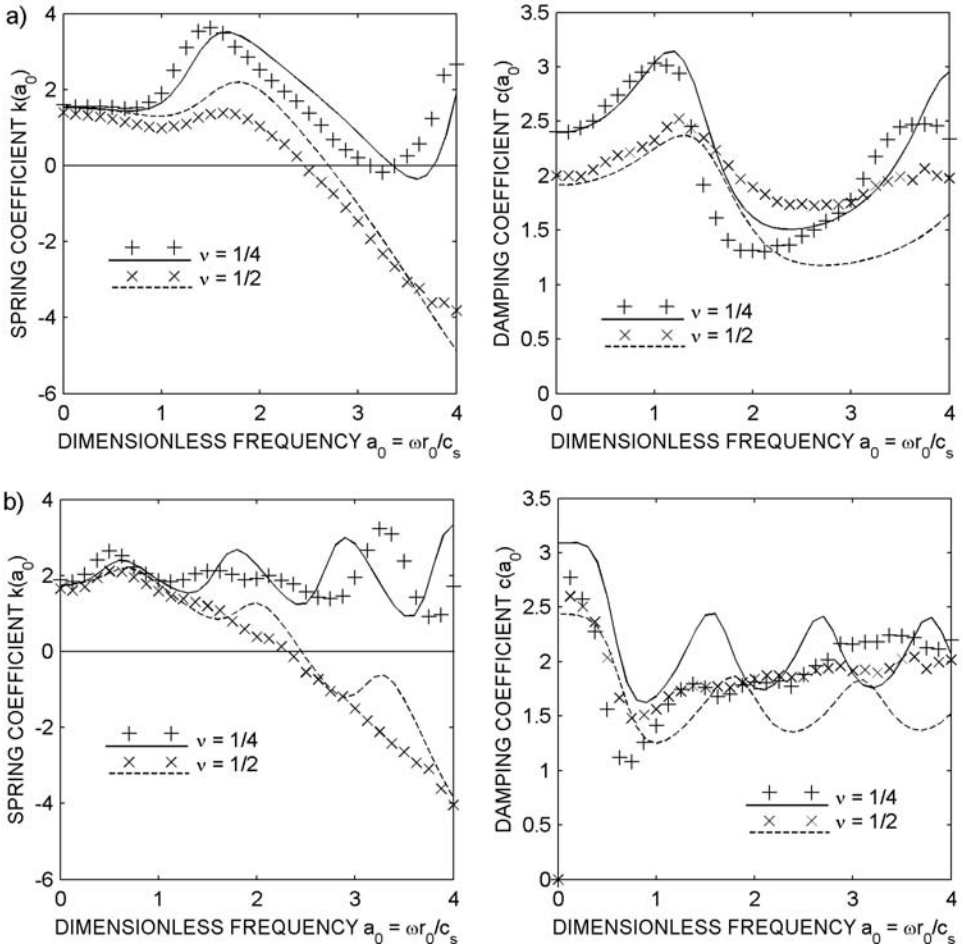 a)
SPRING COEFFICIENT k(a0)
4
2
0
-2
-4
-6
ν = 1/4
ν = 1/2
0 1 2 3 4
DIMENSIONLESS FREQUENCY a0 = ωr0/cs
DAMPING COEFFICIENT c(a0)
3.5
3
2.5
2
1.5
1
0.5
0
ν = 1/4
ν = 1/2
0 1 2 3 4
DIMENSIONLESS FREQUENCY a0 = ωr0/cs
b)
SPRING COEFFICIENT k(a0)
4
2
0
-2
-4
-6
ν = 1/4
ν = 1/2
0 1 2 3 4
DIMENSIONLESS FREQUENCY a0 = ωr0/cs
DAMPING COEFFICIENT c(a0)
3.5
3
2.5
2
1.5
1
0.5
0
ν = 1/4
ν = 1/2
0 1 2 3 4
DIMENSIONLESS FREQUENCY a0 = ωr0/cs